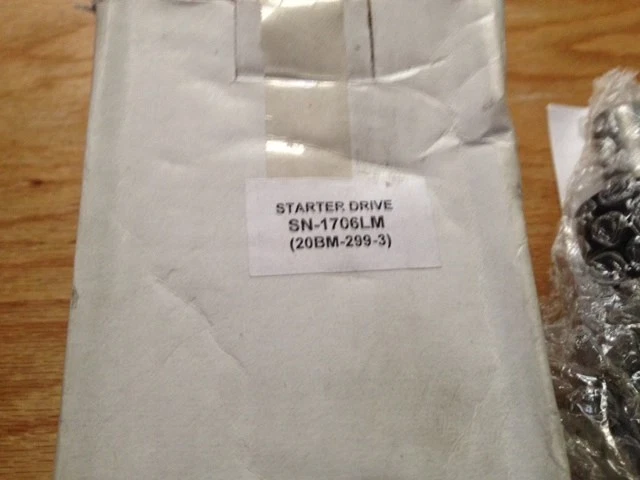 STARTER DRIVE
SN-1706LM
(20BM-299-3)